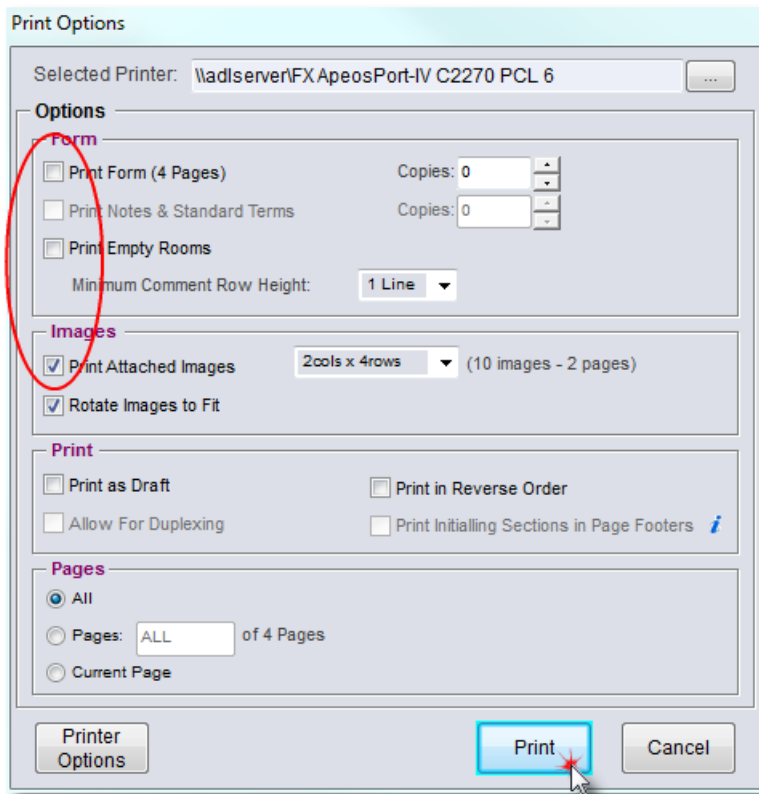 Print Options
Selected Printer: \\adlserver\FX ApeosPort-IV C2270 PCL 6 ...
Options
Form
Print Form (4 Pages) Copies: 0
Print Notes & Standard Terms Copies: 0
Print Empty Rooms
Minimum Comment Row Height: 1 Line
Images
Print Attached Images 2cols x 4rows (10 images - 2 pages)
Rotate Images to Fit
Print
Print as Draft Print in Reverse Order
Allow For Duplexing Print Initialling Sections in Page Footers i
Pages
All
Pages: ALL of 4 Pages
Current Page
Printer
Options Print Cancel